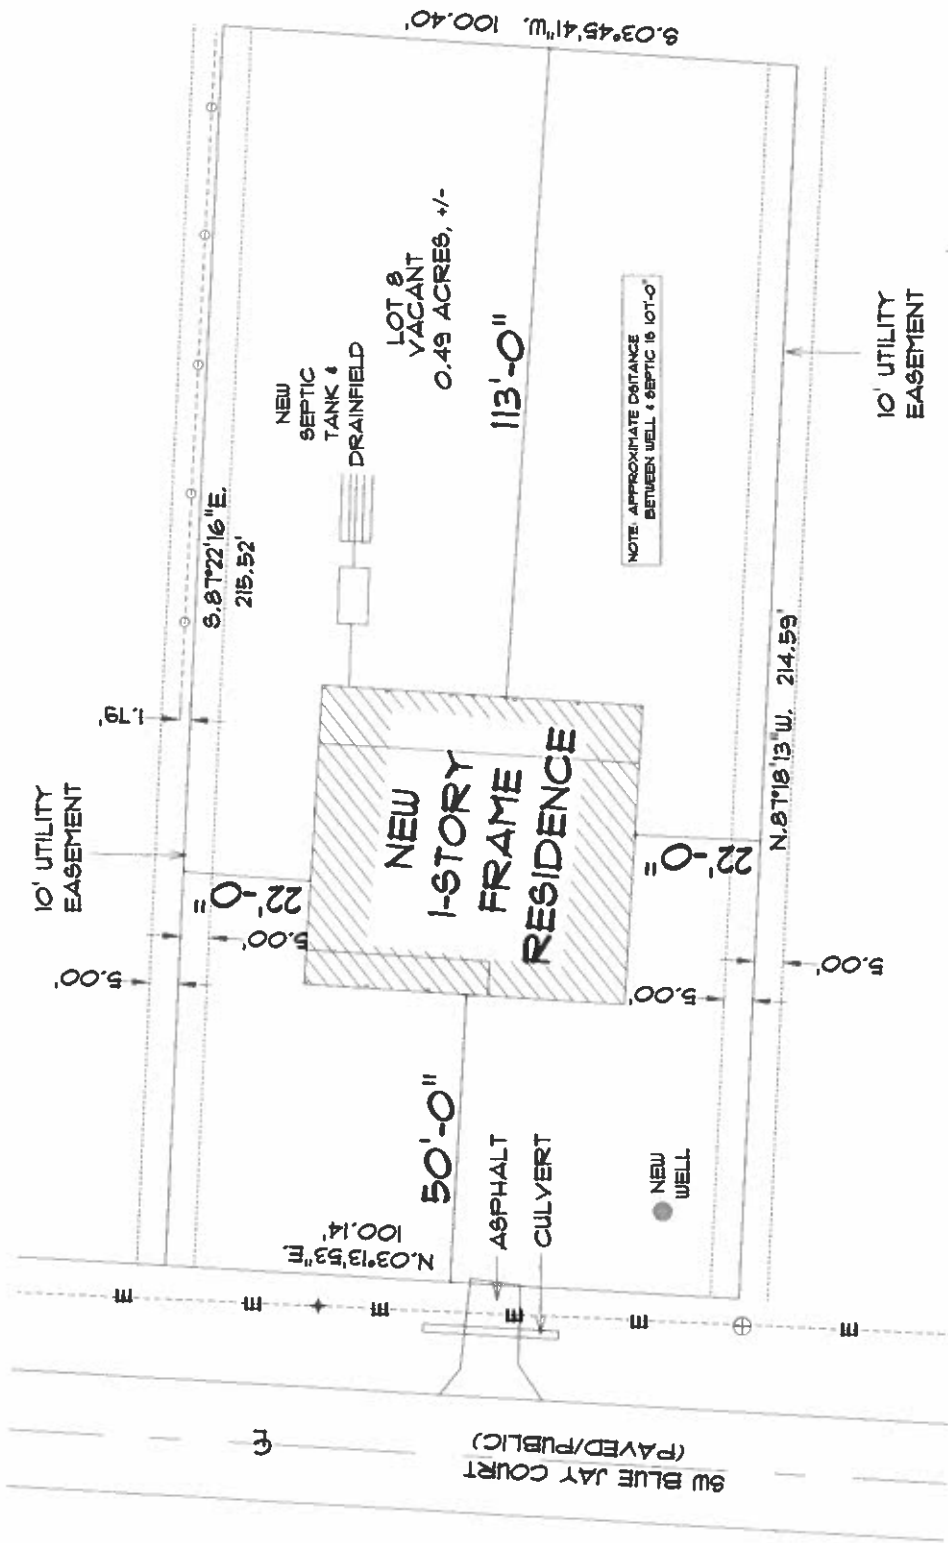 S.03°45'41"W. 100.40'
10' UTILITY
EASEMENT
1.79'
S.87°22'16"E.
215.52'
NEW
SEPTIC
TANK &
DRAINFIELD
LOT 8
VACANT
0.49 ACRES, +/-
113'-0"
NOTE: APPROXIMATE DSITANCE
BETWEEN WELL & SEPTIC IS 107'-0"
10' UTILITY
EASEMENT
5.00'
5.00'
22'-0"
NEW
1-STORY
FRAME
RESIDENCE
22'-0"
N.87°18'13"W. 214.59'
5.00'
5.00'
50'-0"
N.03°13'53"E.
100.14'
ASPHALT
CULVERT
NEW
WELL
E
E
E
E
E
E
SW BLUE JAY COURT
(PAVED/PUBLIC)